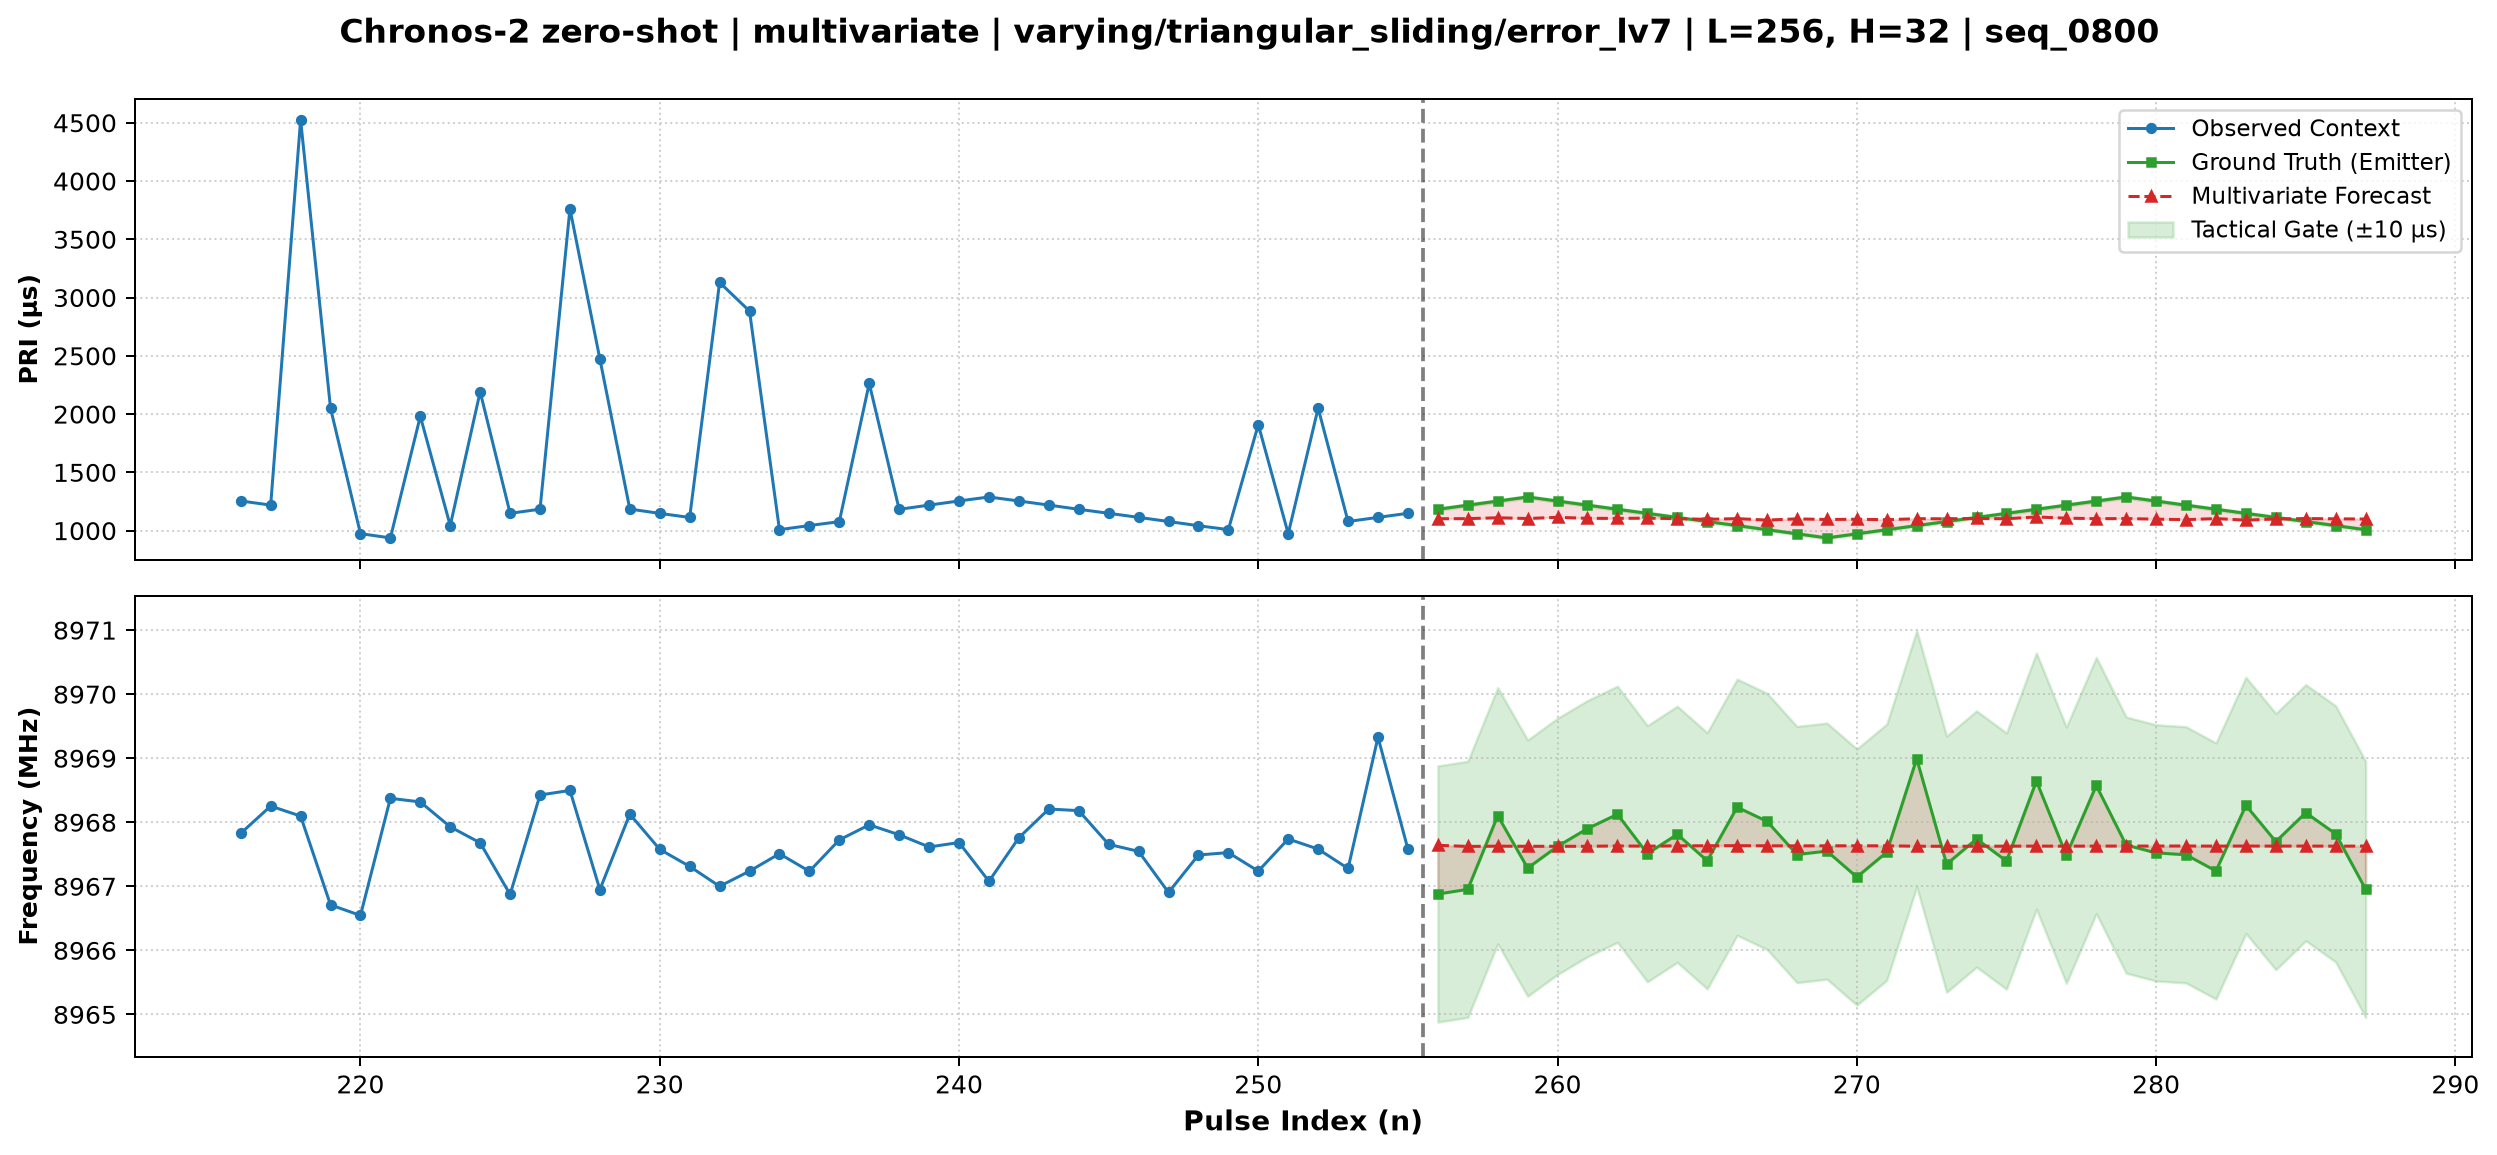 Chronos-2 zero-shot | multivariate | varying/triangular_sliding/error_lv7 | L=256, H=32 | seq_0800
4500
4000
3500
3000
2500
2000
1500
1000
PRI (µs)
Observed Context
Ground Truth (Emitter)
Multivariate Forecast
Tactical Gate (±10 µs)
8971
8970
8969
8968
8967
8966
8965
Frequency (MHz)
220 230 240 250 260 270 280 290
Pulse Index (n)